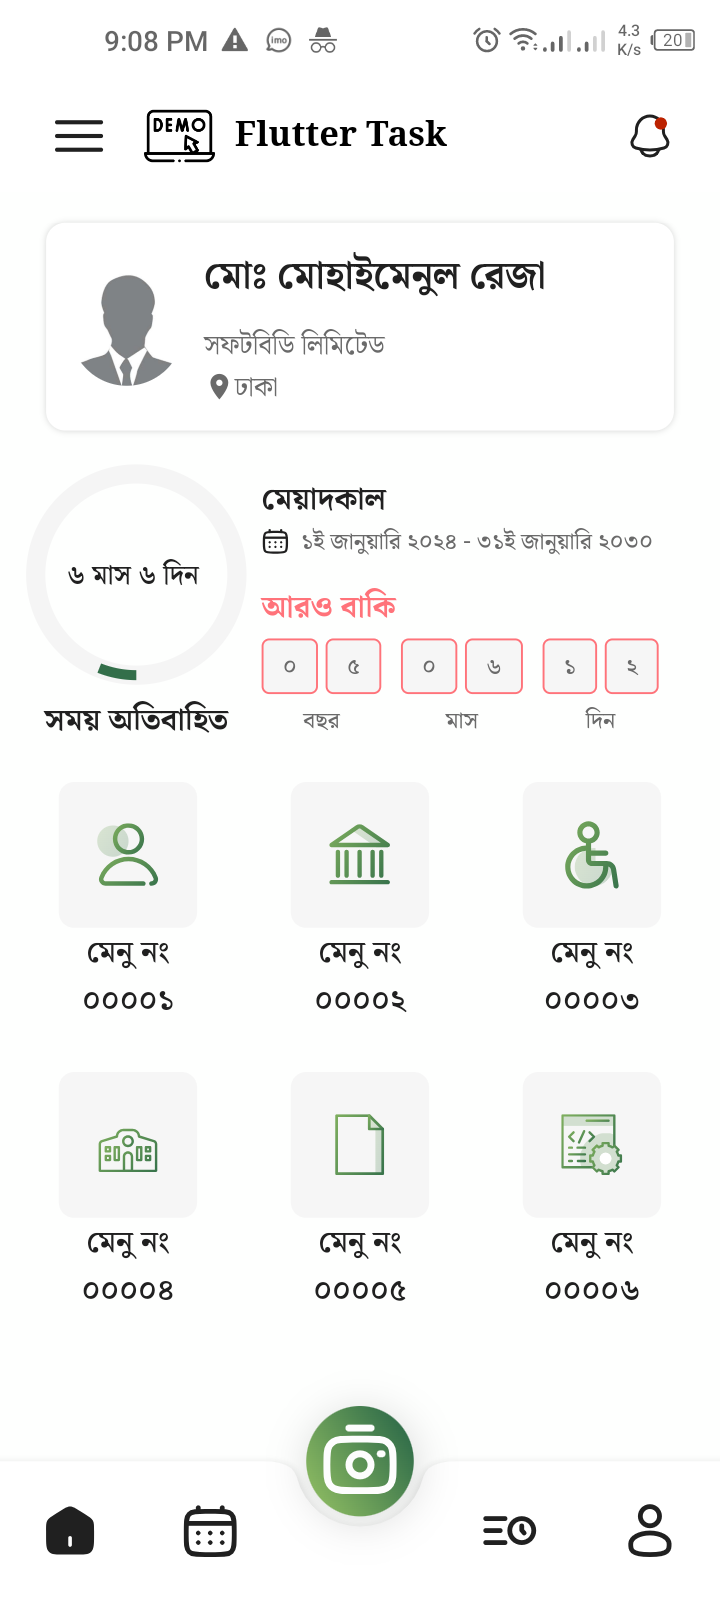 9:08 PM
4.3 K/s
20
DEMO
Flutter Task
মোঃ মোহাইমেনুল রেজা
সফটবিডি লিমিটেড
ঢাকা
৬ মাস ৬ দিন
সময় অতিবাহিত
মেয়াদকাল
১ই জানুয়ারি ২০২৪ - ৩১ই জানুয়ারি ২০৩০
আরও বাকি
০ ৫ ০ ৬ ১ ২
বছর মাস দিন
মেনু নং মেনু নং মেনু নং
০০০০১ ০০০০২ ০০০০৩
মেনু নং মেনু নং মেনু নং
০০০০৪ ০০০০৫ ০০০০৬